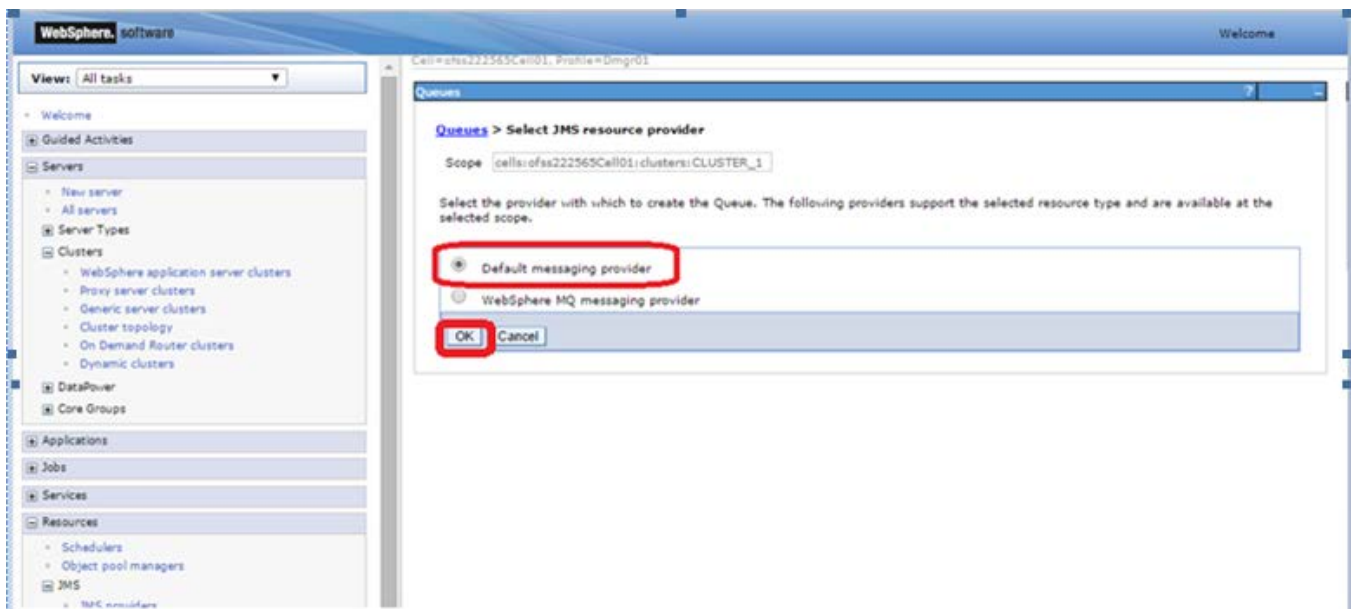 WebSphere. software
Welcome
View: All tasks
Welcome
Guided Activities
Servers
New server
All servers
Server Types
Clusters
WebSphere application server clusters
Proxy server clusters
Generic server clusters
Cluster topology
On Demand Router clusters
Dynamic clusters
DataPower
Core Groups
Applications
Jobs
Services
Resources
Schedulers
Object pool managers
JMS
JMS providers
Cell=ofss222565Cell01, Profile=Dmgr01
Queues
?
Queues > Select JMS resource provider
Scope cells:ofss222565Cell01:clusters:CLUSTER_1
Select the provider with which to create the Queue. The following providers support the selected resource type and are available at the
selected scope.
Default messaging provider
WebSphere MQ messaging provider
OK Cancel